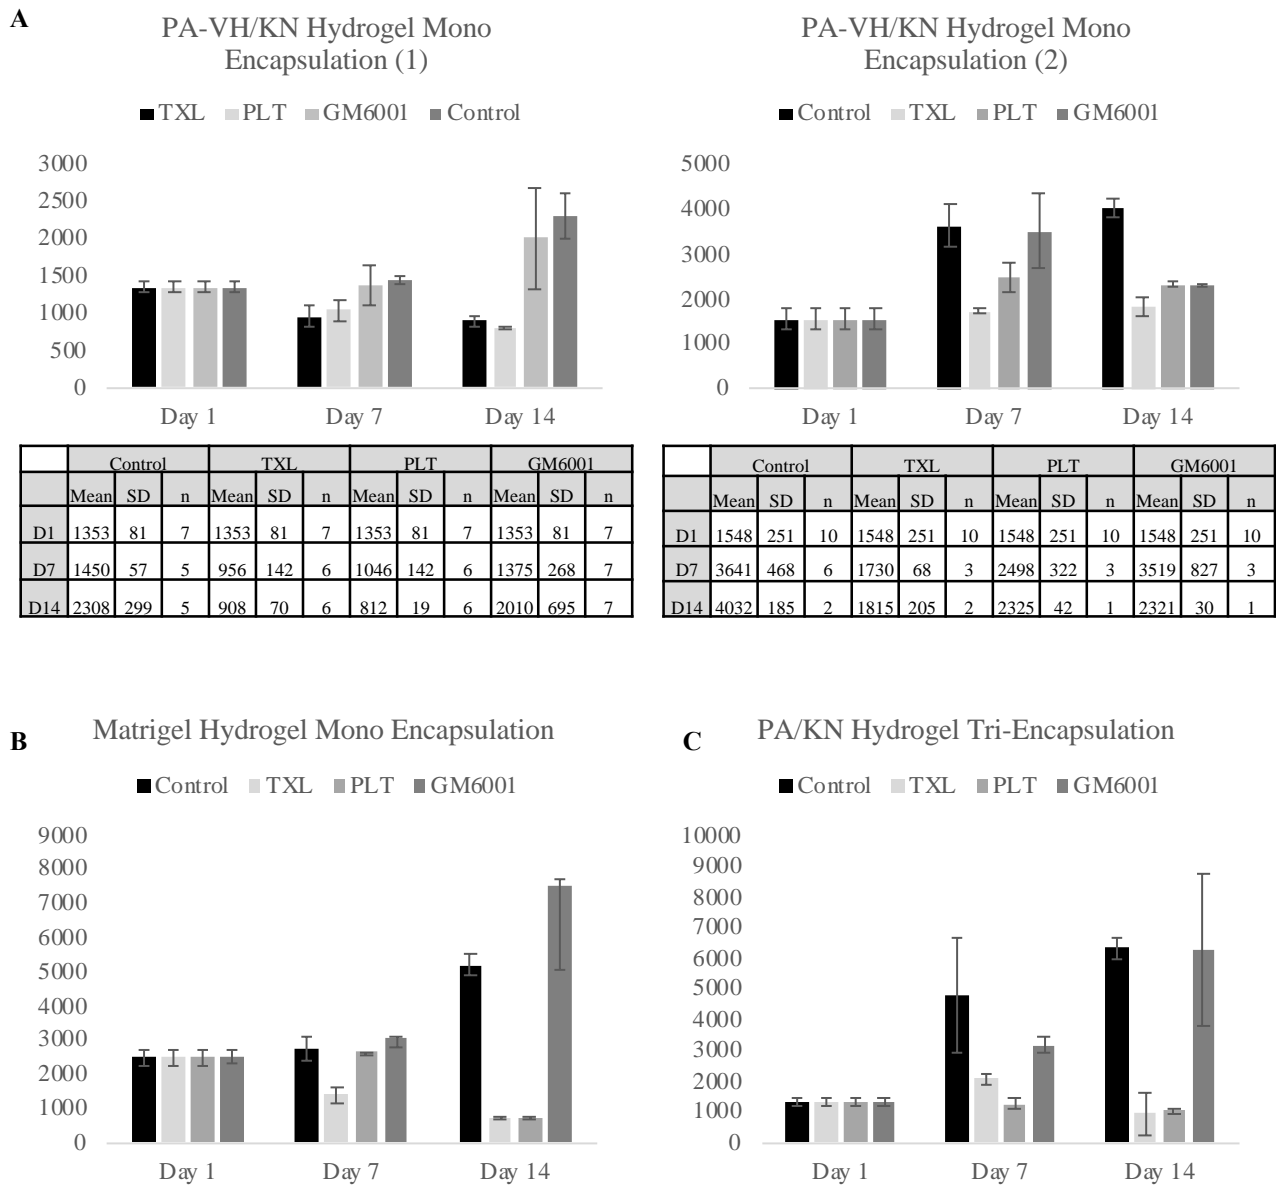 A
PA-VH/KN Hydrogel Mono
Encapsulation (1)
TXL PLT GM6001 Control
3000
2500
2000
1500
1000
500
0
Day 1 Day 7 Day 14
Control TXL PLT GM6001
Mean SD n Mean SD n Mean SD n Mean SD n
D1 1353 81 7 1353 81 7 1353 81 7 1353 81 7
D7 1450 57 5 956 142 6 1046 142 6 1375 268 7
D14 2308 299 5 908 70 6 812 19 6 2010 695 7
PA-VH/KN Hydrogel Mono
Encapsulation (2)
Control TXL PLT GM6001
5000
4000
3000
2000
1000
0
Day 1 Day 7 Day 14
Control TXL PLT GM6001
Mean SD n Mean SD n Mean SD n Mean SD n
D1 1548 251 10 1548 251 10 1548 251 10 1548 251 10
D7 3641 468 6 1730 68 3 2498 322 3 3519 827 3
D14 4032 185 2 1815 205 2 2325 42 1 2321 30 1
B
Matrigel Hydrogel Mono Encapsulation
Control TXL PLT GM6001
9000
8000
7000
6000
5000
4000
3000
2000
1000
0
Day 1 Day 7 Day 14
C
PA/KN Hydrogel Tri-Encapsulation
Control TXL PLT GM6001
10000
9000
8000
7000
6000
5000
4000
3000
2000
1000
0
Day 1 Day 7 Day 14